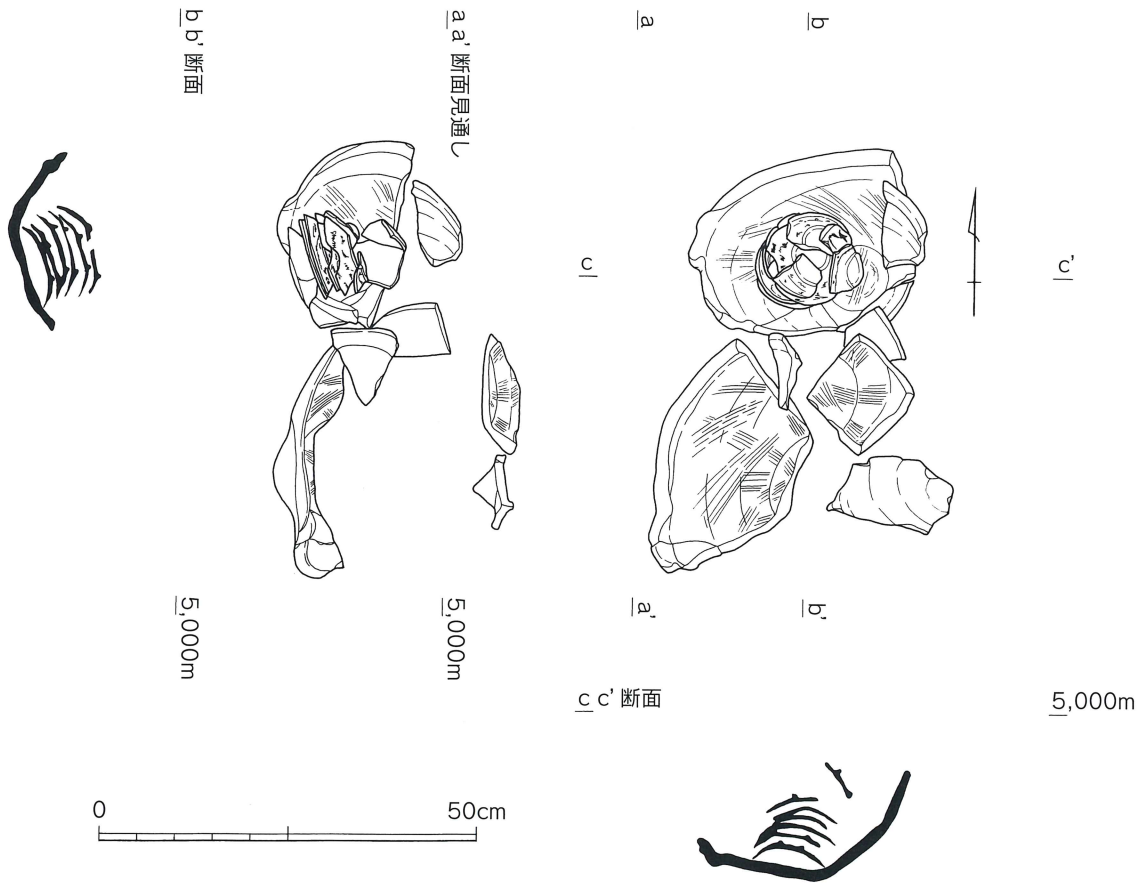 b b' 断面
a a' 断面見通し
a
b
c
c'
5,000m
5,000m
a'
b'
c c' 断面
5,000m
0
50cm